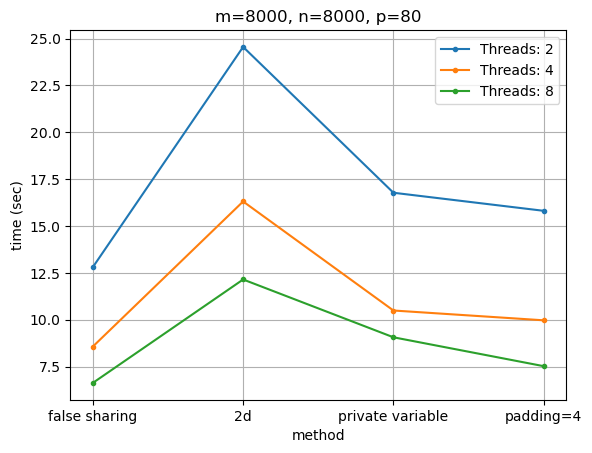 m=8000, n=8000, p=80
Threads: 2
Threads: 4
Threads: 8
time (sec)
25.0
22.5
20.0
17.5
15.0
12.5
10.0
7.5
false sharing 2d private variable padding=4
method